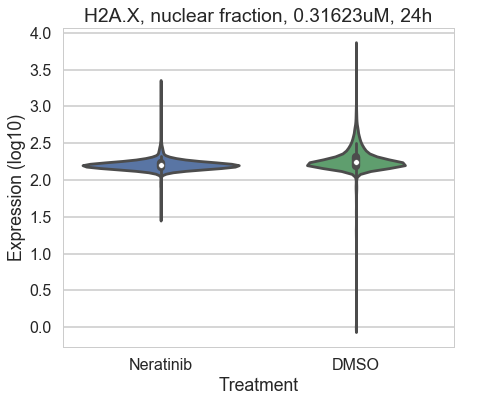 H2A.X, nuclear fraction, 0.31623uM, 24h
4.0
3.5
3.0
2.5
2.0
1.5
1.0
0.5
0.0
Expression (log10)
Neratinib DMSO
Treatment